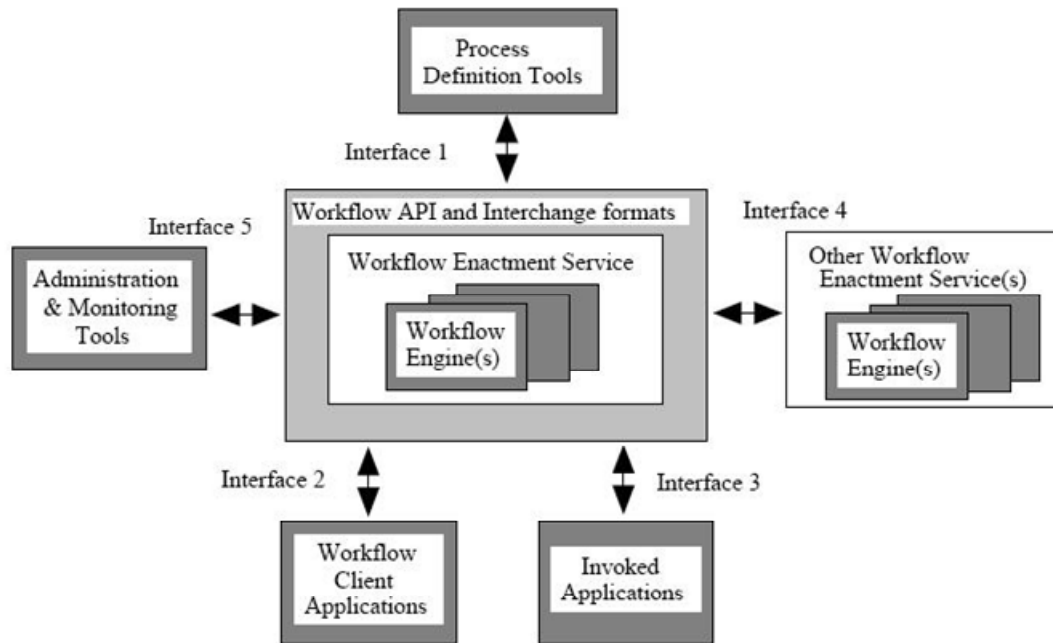 Process
Definition Tools
Interface 1
Workflow API and Interchange formats
Interface 4
Interface 5
Workflow Enactment Service
Other Workflow
Enactment Service(s)
Administration
& Monitoring
Tools
Workflow
Engine(s)
Workflow
Engine(s)
Interface 2
Interface 3
Workflow
Client
Applications
Invoked
Applications